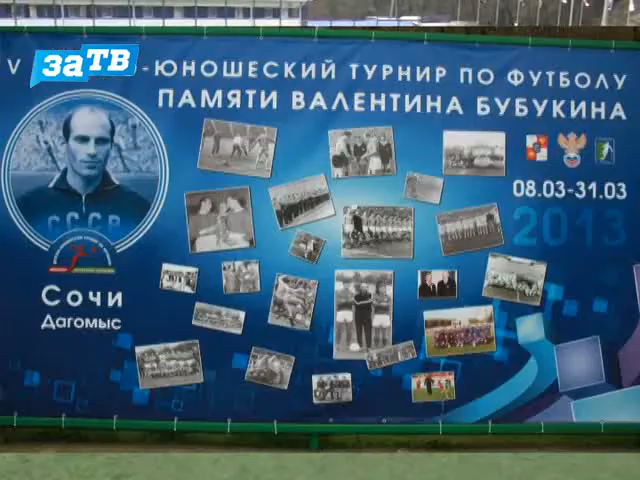 заТВ
V -ЮНОШЕСКИЙ ТУРНИР ПО ФУТБОЛУ
ПАМЯТИ ВАЛЕНТИНА БУБУКИНА
08.03-31.03
2013
СССР
Сочи
Дагомыс